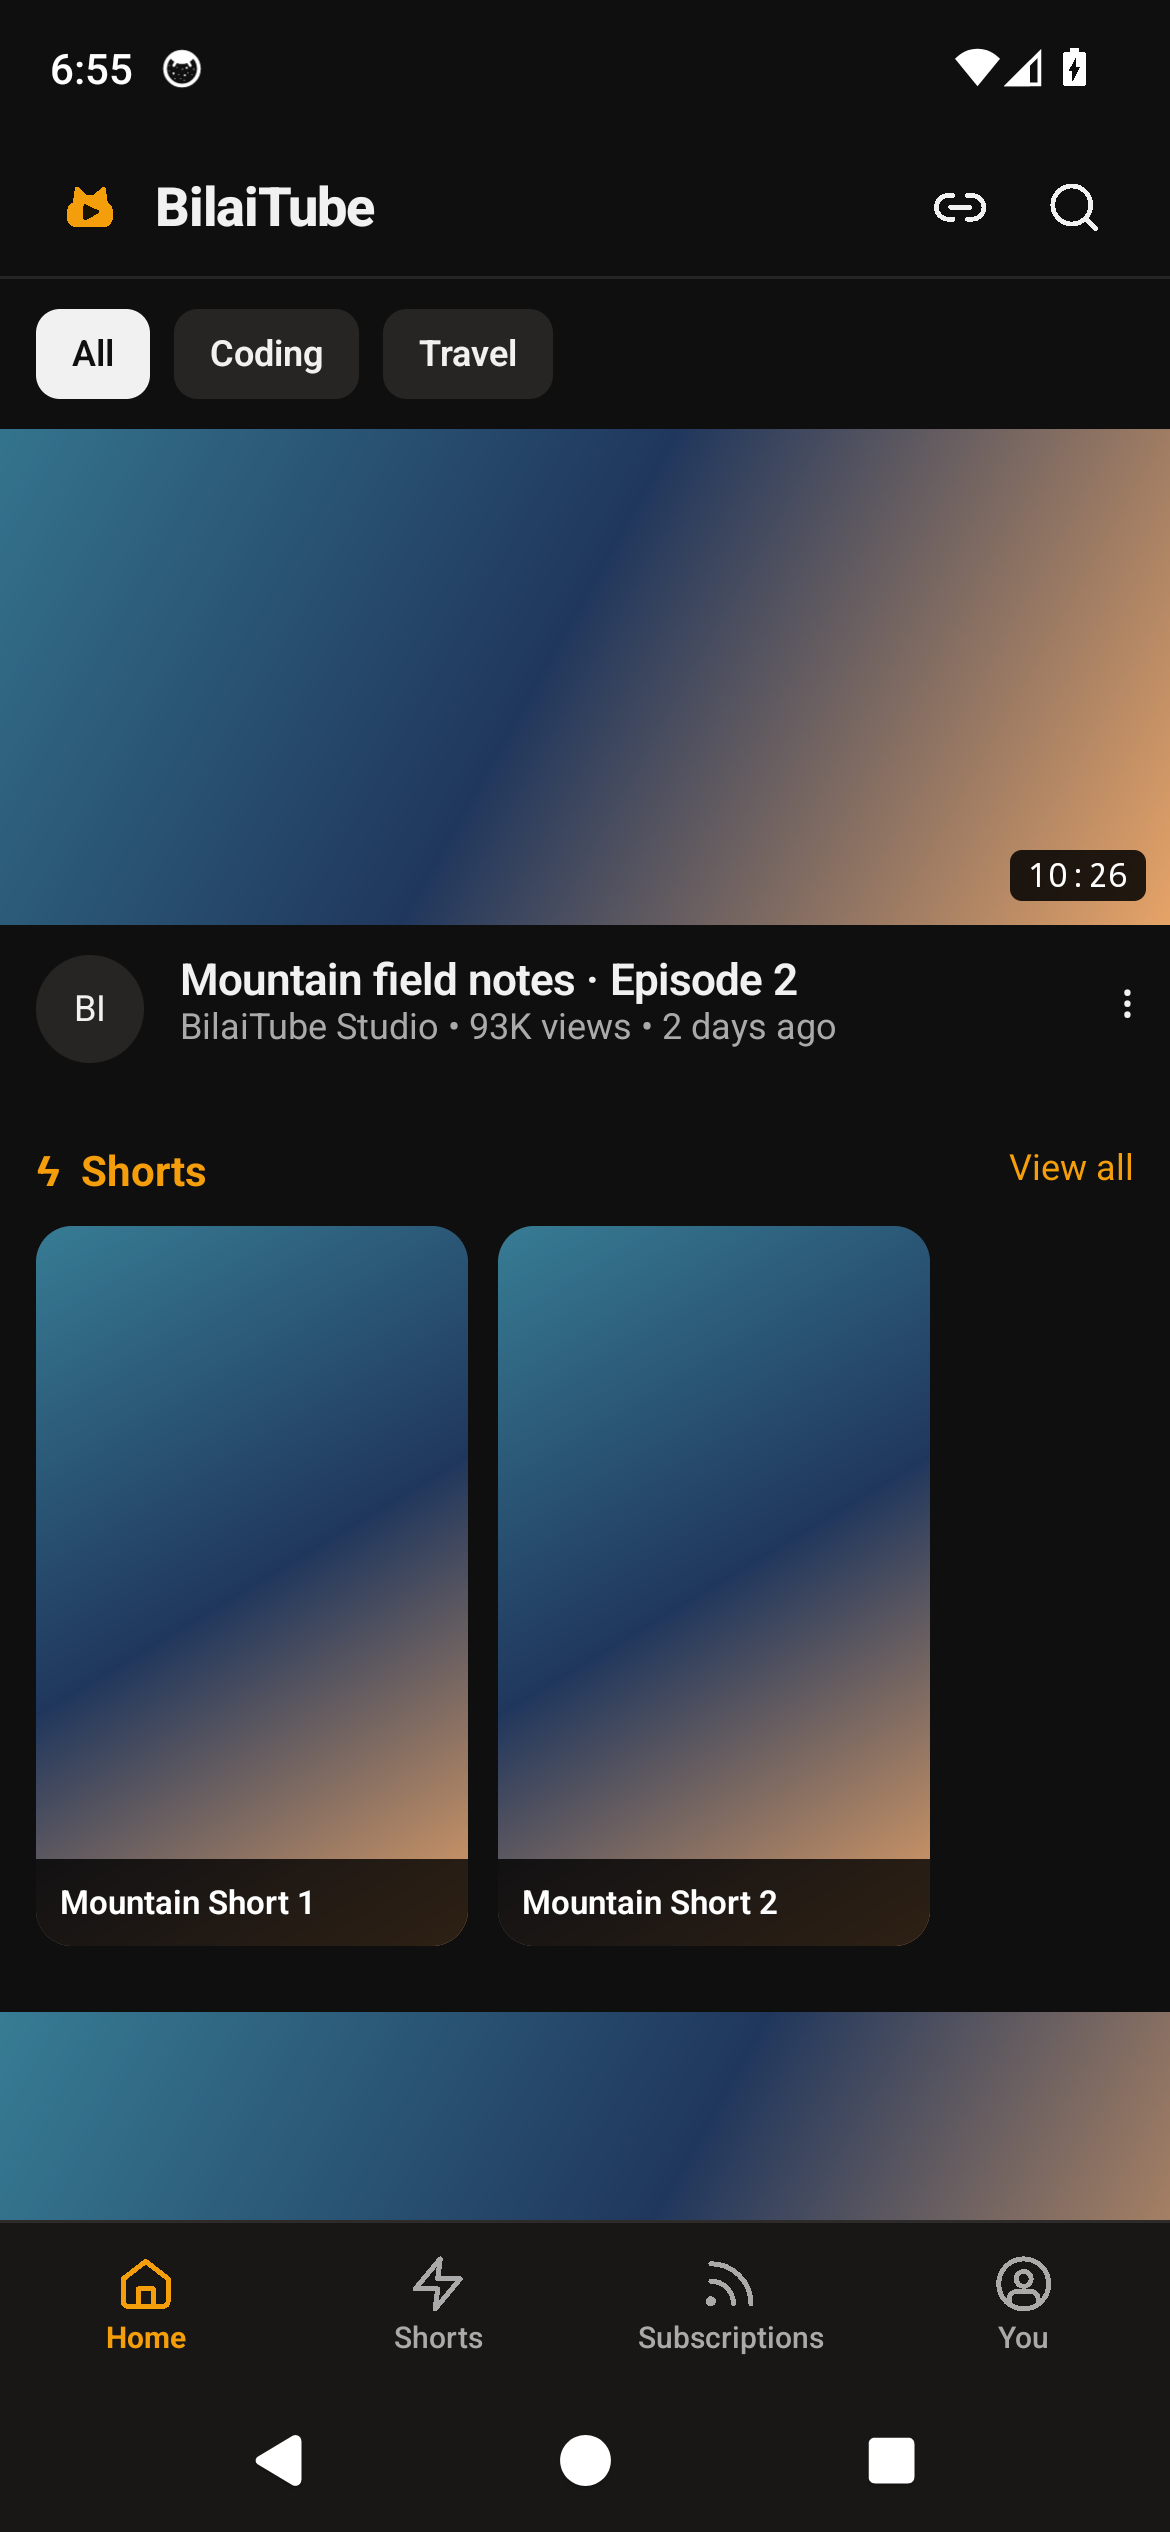 6:55
BilaiTube
All
Coding
Travel
10:26
BI
Mountain field notes · Episode 2
BilaiTube Studio • 93K views • 2 days ago
Shorts
View all
Mountain Short 1
Mountain Short 2
Home
Shorts
Subscriptions
You